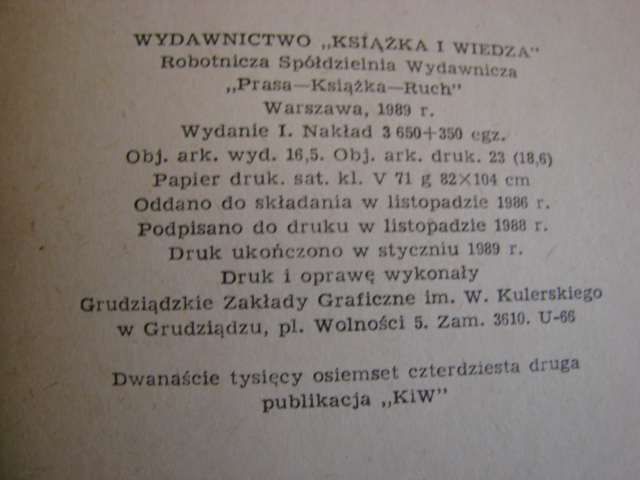 WYDAWNICTWO „KSIĄŻKA I WIEDZA"
Robotnicza Spółdzielnia Wydawnicza
„Prasa—Książka—Ruch"
Warszawa, 1989 r.
Wydanie I. Nakład 3 650+350 egz.
Obj. ark. wyd. 16,5. Obj. ark. druk. 23 (18,6)
Papier druk. sat. kl. V 71 g 82×104 cm
Oddano do składania w listopadzie 1986 r.
Podpisano do druku w listopadzie 1988 r.
Druk ukończono w styczniu 1989 r.
Druk i oprawę wykonały
Grudziądzkie Zakłady Graficzne im. W. Kulerskiego
w Grudziądzu, pl. Wolności 5. Zam. 3610. U-66
Dwanaście tysięcy osiemset czterdziesta druga
publikacja „KiW"